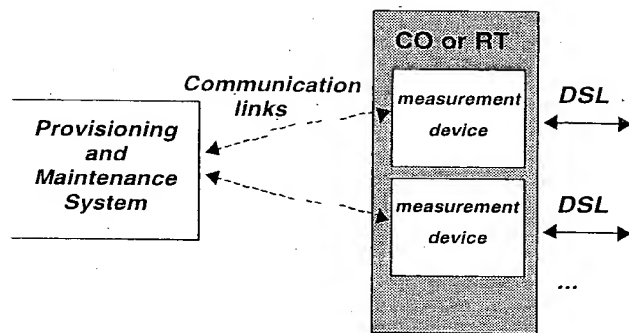 CO or RT
Communication
links
measurement
device
DSL
Provisioning
and
Maintenance
System
measurement
device
DSL
...